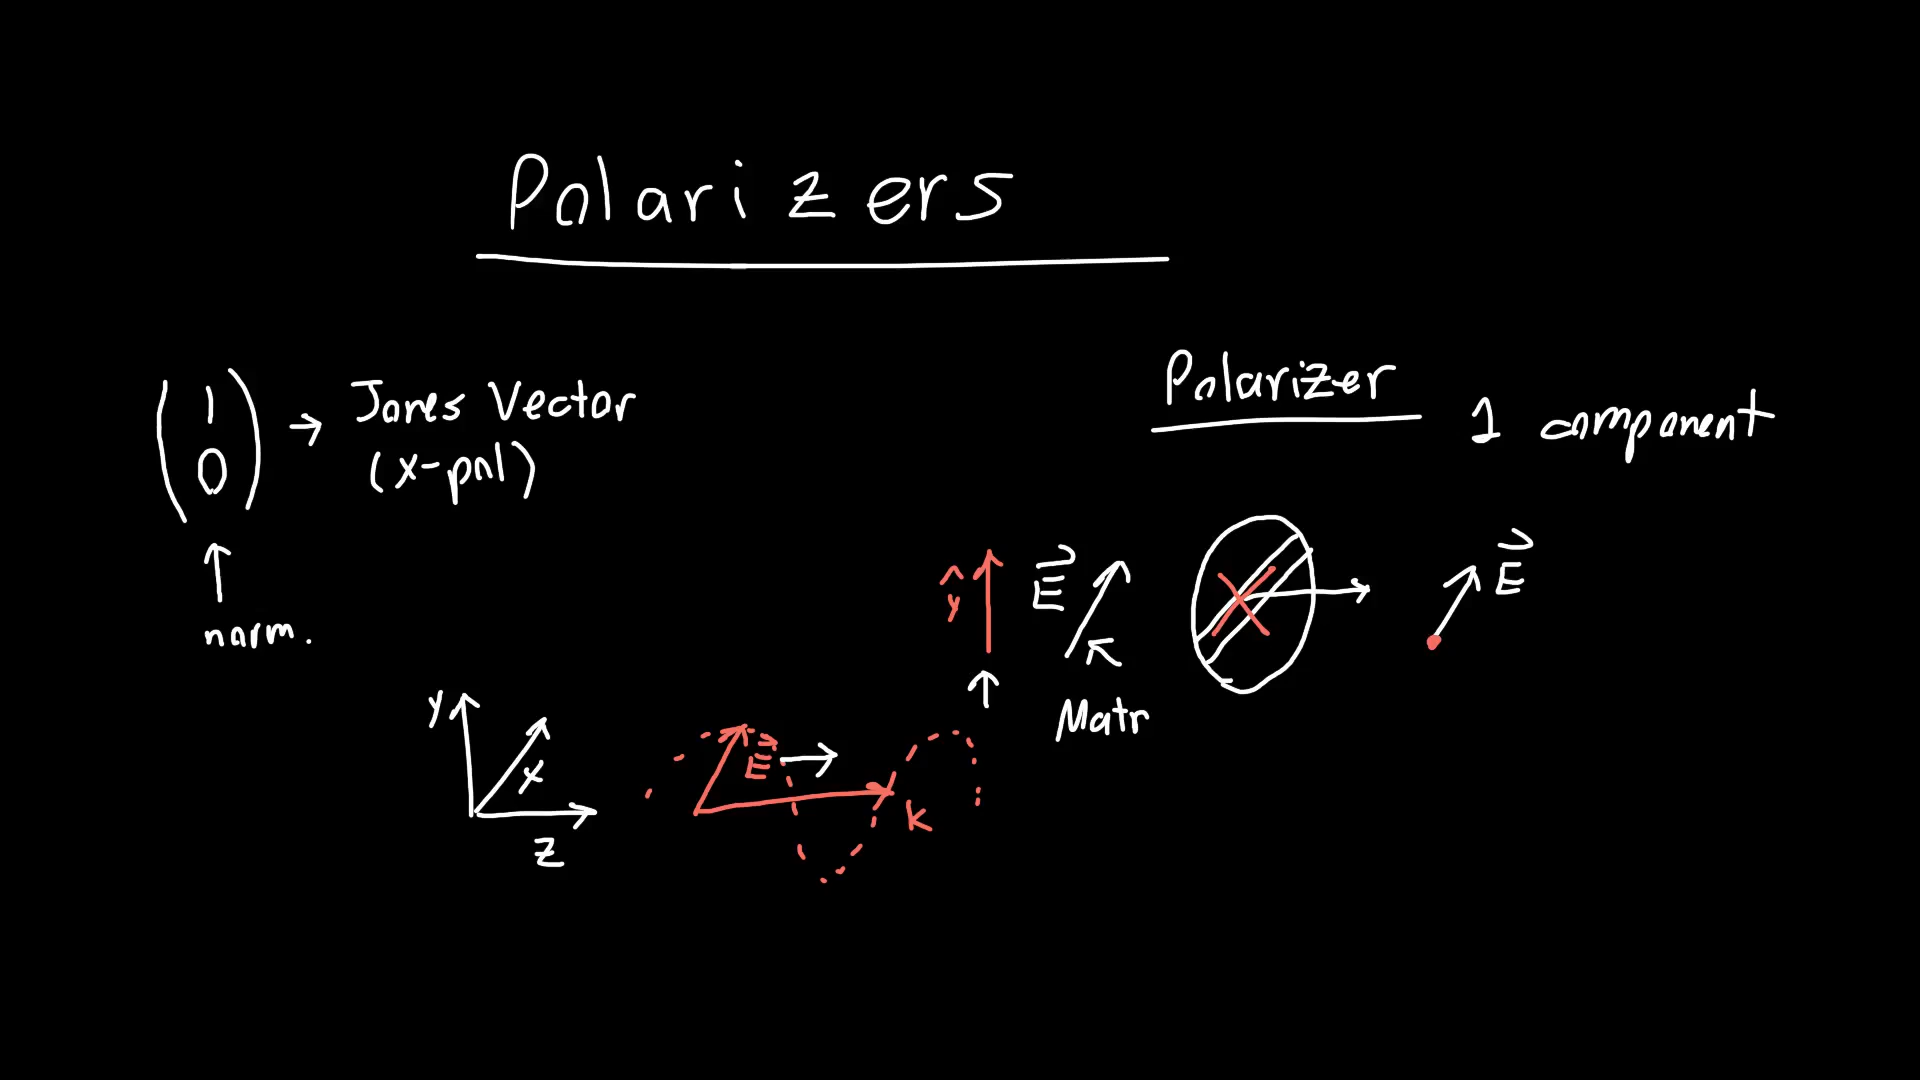 Polarizers
(1 0) → Jones Vector
(x-pol)
norm.
Polarizer
1 component
ŷ
E
E
Matr
y
x
z
E
k